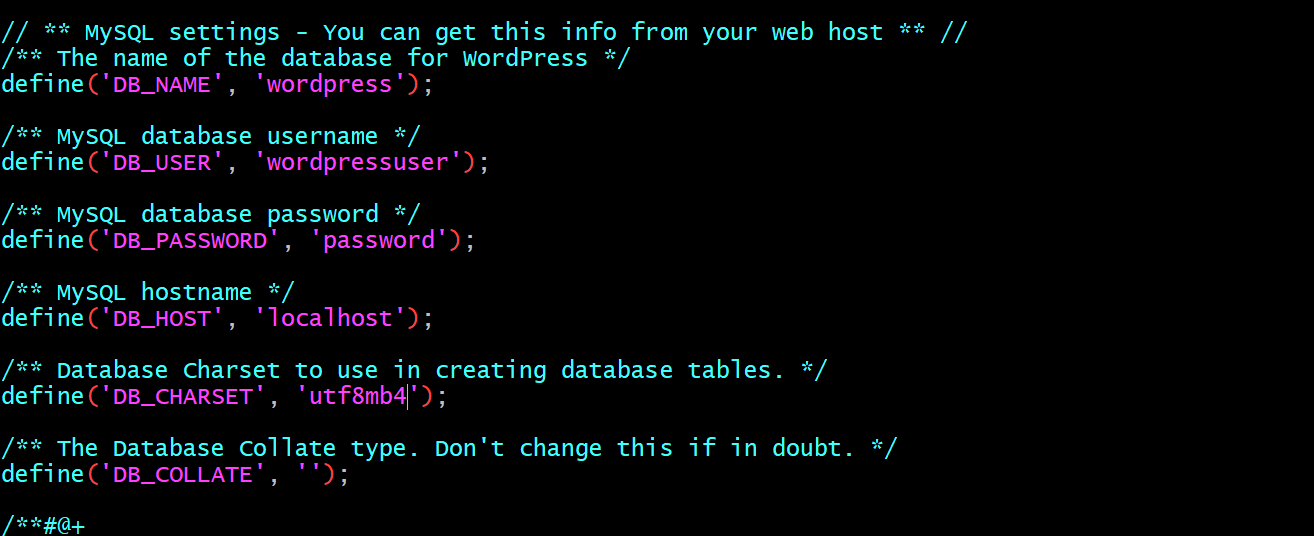 // ** MySQL settings - You can get this info from your web host ** //
/** The name of the database for WordPress */
define('DB_NAME', 'wordpress');
/** MySQL database username */
define('DB_USER', 'wordpressuser');
/** MySQL database password */
define('DB_PASSWORD', 'password');
/** MySQL hostname */
define('DB_HOST', 'localhost');
/** Database Charset to use in creating database tables. */
define('DB_CHARSET', 'utf8mb4');
/** The Database Collate type. Don't change this if in doubt. */
define('DB_COLLATE', '');
/**#@+